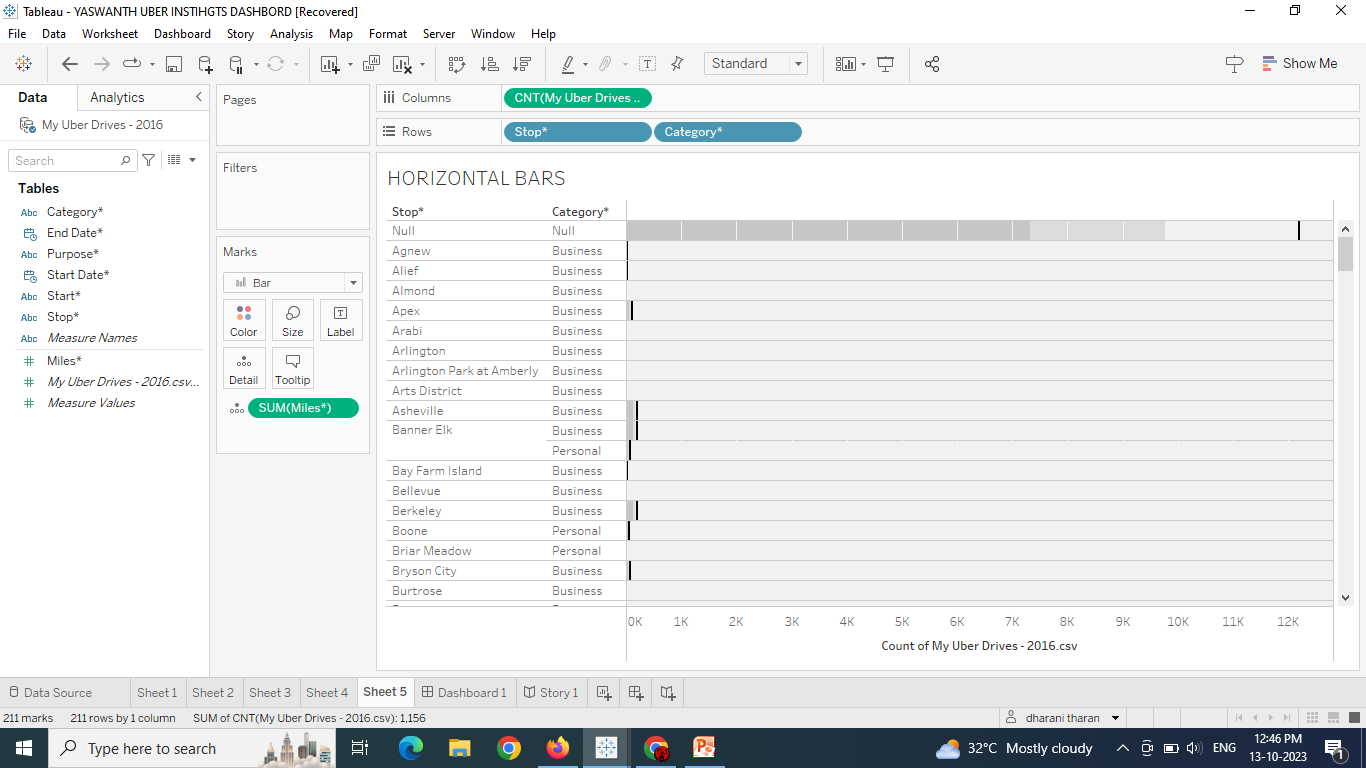 Tableau - YASWANTH UBER INSTIHGTS DASHBORD [Recovered]
File Data Worksheet Dashboard Story Analysis Map Format Server Window Help
Standard
Show Me
Data Analytics
My Uber Drives - 2016
Search
Tables
Abc Category*
End Date*
Abc Purpose*
Start Date*
Abc Start*
Abc Stop*
Abc Measure Names
# Miles*
# My Uber Drives - 2016.csv...
# Measure Values
Pages
Filters
Marks
Bar
Color Size Label
Detail Tooltip
SUM(Miles*)
Columns CNT(My Uber Drives ..
Rows Stop* Category*
HORIZONTAL BARS
Stop* Category*
Null Null
Agnew Business
Alief Business
Almond Business
Apex Business
Arabi Business
Arlington Business
Arlington Park at Amberly Business
Arts District Business
Asheville Business
Banner Elk Business
Personal
Bay Farm Island Business
Bellevue Business
Berkeley Business
Boone Personal
Briar Meadow Personal
Bryson City Business
Burtrose Business
0K 1K 2K 3K 4K 5K 6K 7K 8K 9K 10K 11K 12K
Count of My Uber Drives - 2016.csv
Data Source Sheet 1 Sheet 2 Sheet 3 Sheet 4 Sheet 5 Dashboard 1 Story 1
211 marks 211 rows by 1 column SUM of CNT(My Uber Drives - 2016.csv): 1,156
dharani tharan
Type here to search
32°C Mostly cloudy
ENG
12:46 PM
13-10-2023
1